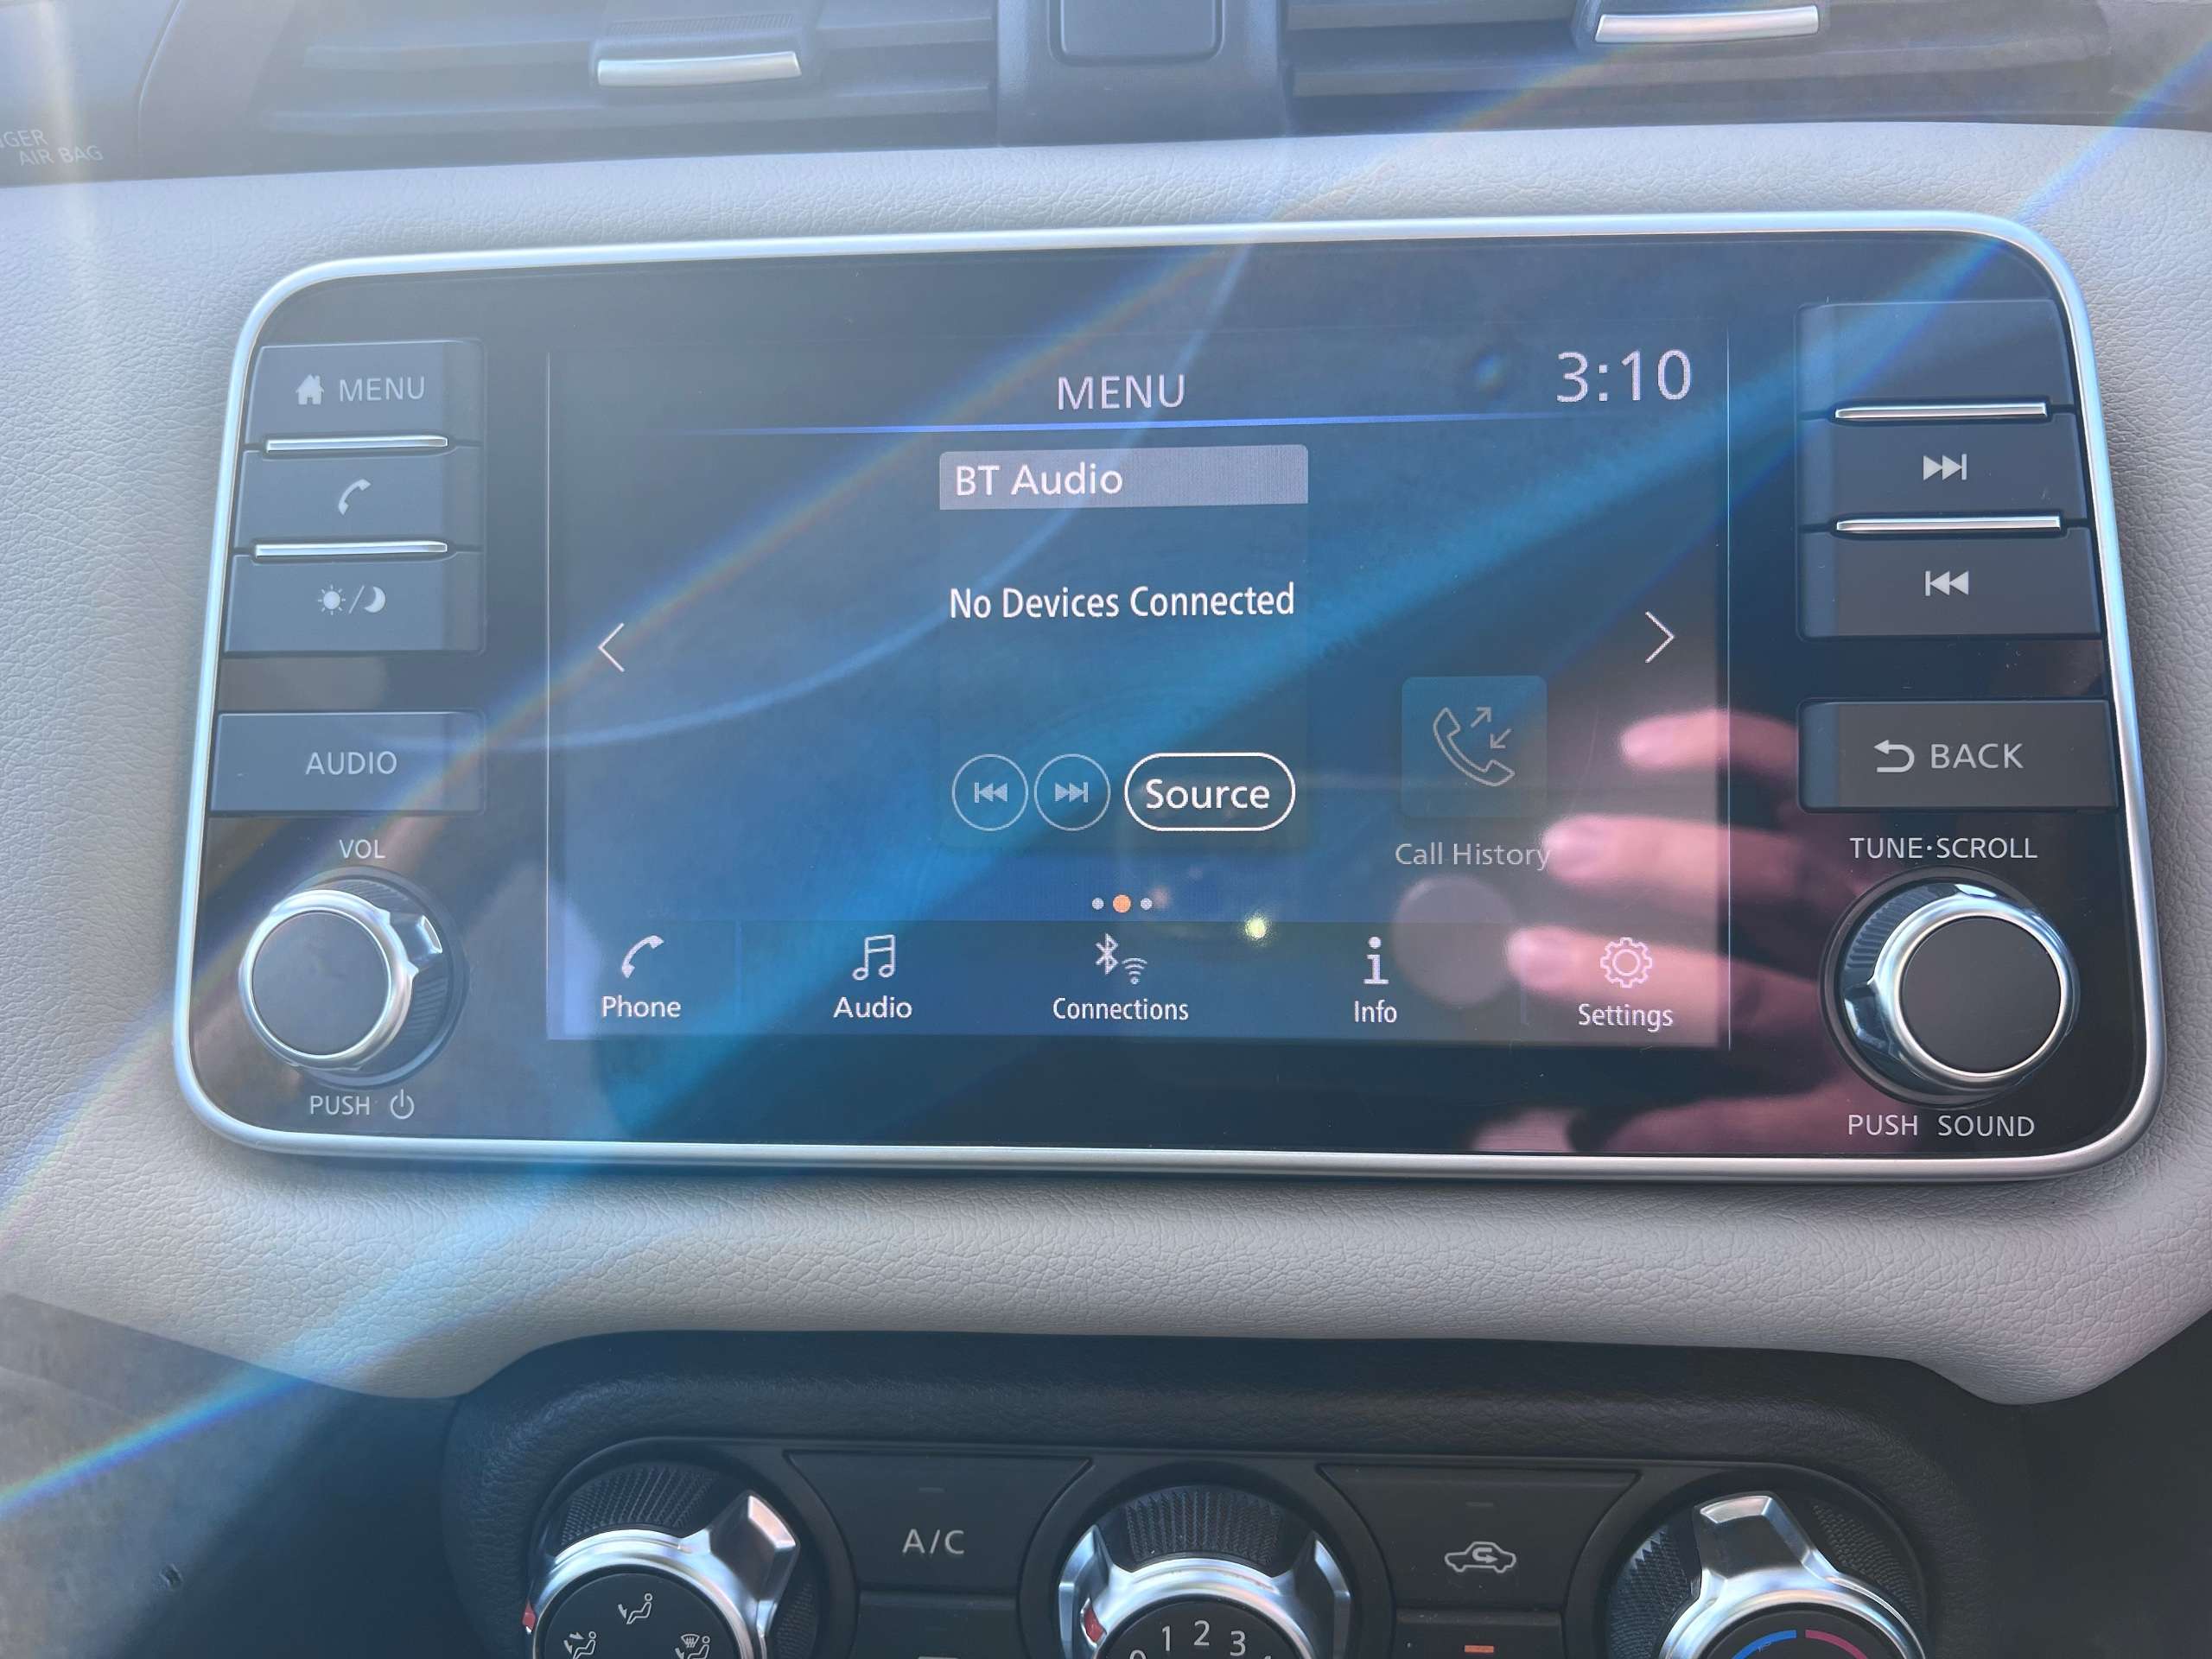 AIR BAG
MENU
MENU
3:10
BT Audio
No Devices Connected
Source
Call History
AUDIO
BACK
VOL
TUNE·SCROLL
Phone
Audio
Connections
Info
Settings
PUSH
PUSH SOUND
A/C
1 2 3